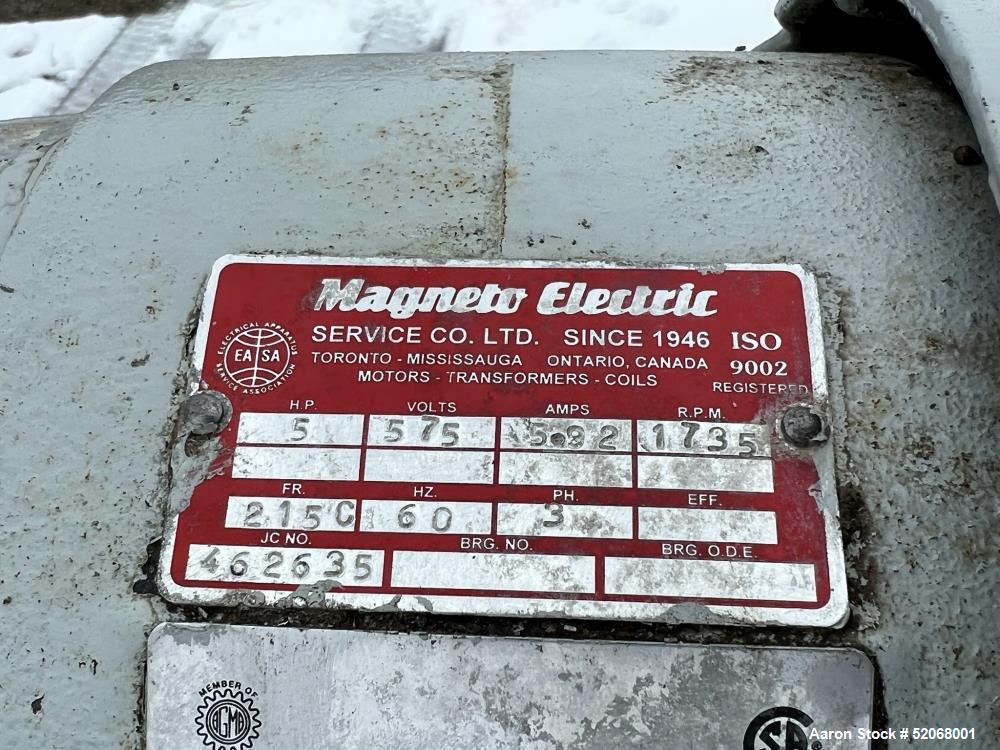 Magneto Electric
SERVICE CO. LTD. SINCE 1946 ISO
TORONTO - MISSISSAUGA ONTARIO, CANADA 9002
MOTORS - TRANSFORMERS - COILS REGISTERED
ELECTRICAL APPARATUS
EA SA
SERVICE ASSOCIATION
H.P. VOLTS AMPS R.P.M.
5 575 5.92 1735
FR. HZ. PH. EFF.
215C 60 3
JC NO. BRG. NO. BRG. O.D.E.
462635
MEMBER OF
AGMA
Aaron Stock # 52068001